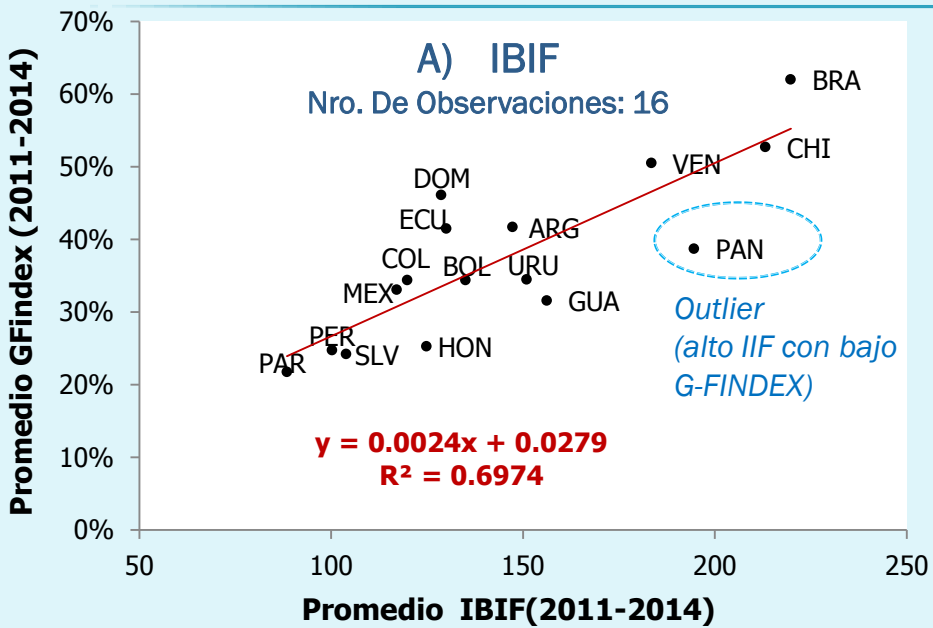 A) IBIF
Nro. De Observaciones: 16
Promedio GFindex (2011-2014)
70%
60%
50%
40%
30%
20%
10%
0%
BRA
CHI
VEN
DOM
ECU
ARG
PAN
COL
BOL
URU
MEX
GUA
PER
HON
PAR
SLV
Outlier
(alto IIF con bajo
G-FINDEX)
y = 0.0024x + 0.0279
R² = 0.6974
50
100
150
200
250
Promedio IBIF(2011-2014)